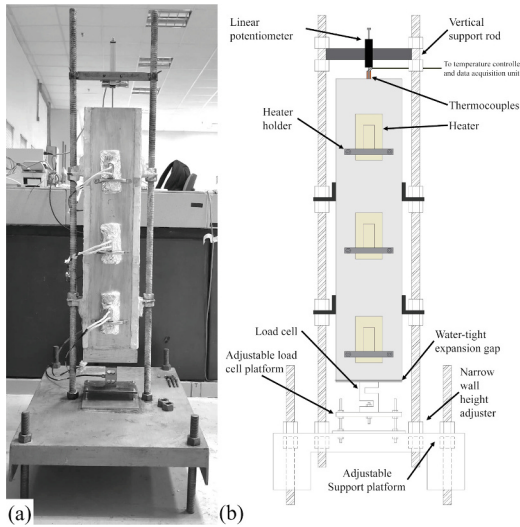 Linear
potentiometer
Vertical
support rod
To temperature controlle
and data acquisition unit
Thermocouples
Heater
holder
Heater
Load cell
Adjustable load
cell platform
Water-tight
expansion gap
Narrow
wall
height
adjuster
Adjustable
Support platform
(a)
(b)